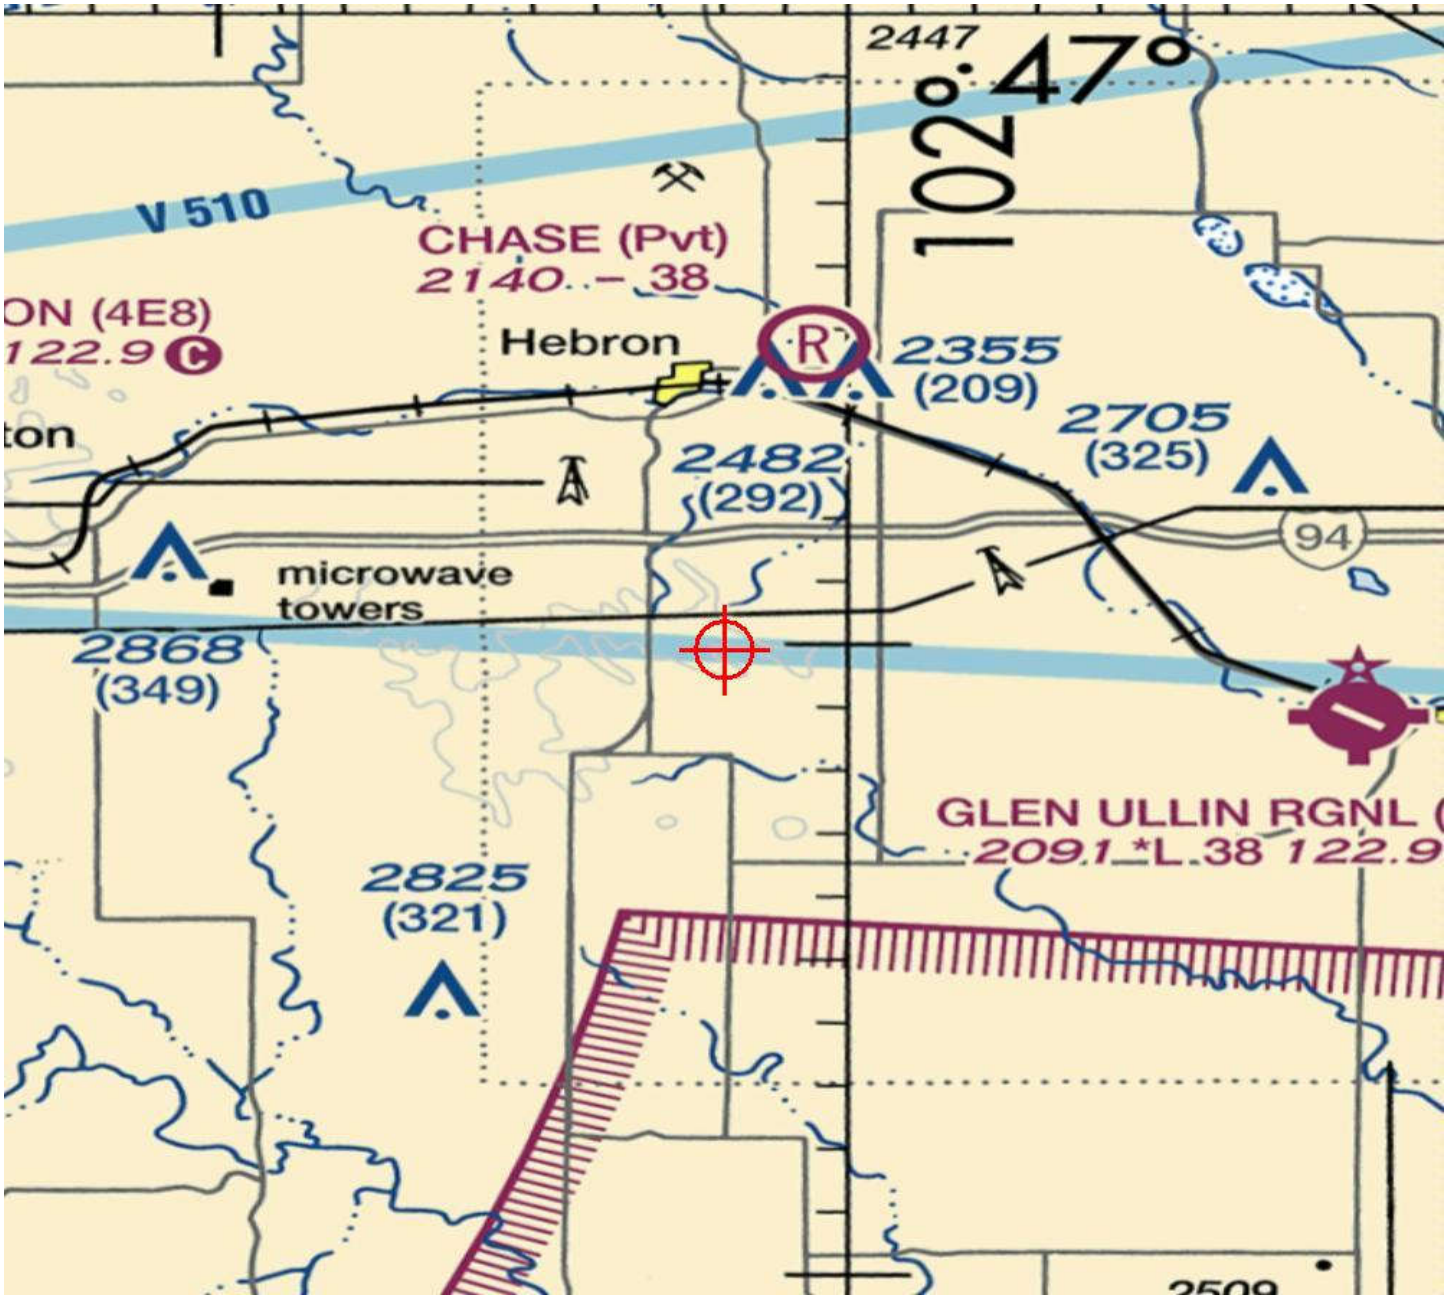 2447
47°
102°
V 510
CHASE (Pvt)
2140 - 38
ON (4E8)
122.9 C
Hebron
R
2355
(209)
ton
2705
(325)
2482
(292)
94
microwave
towers
2868
(349)
GLEN ULLIN RGNL (
2091 *L 38 122.9
2825
(321)
2509